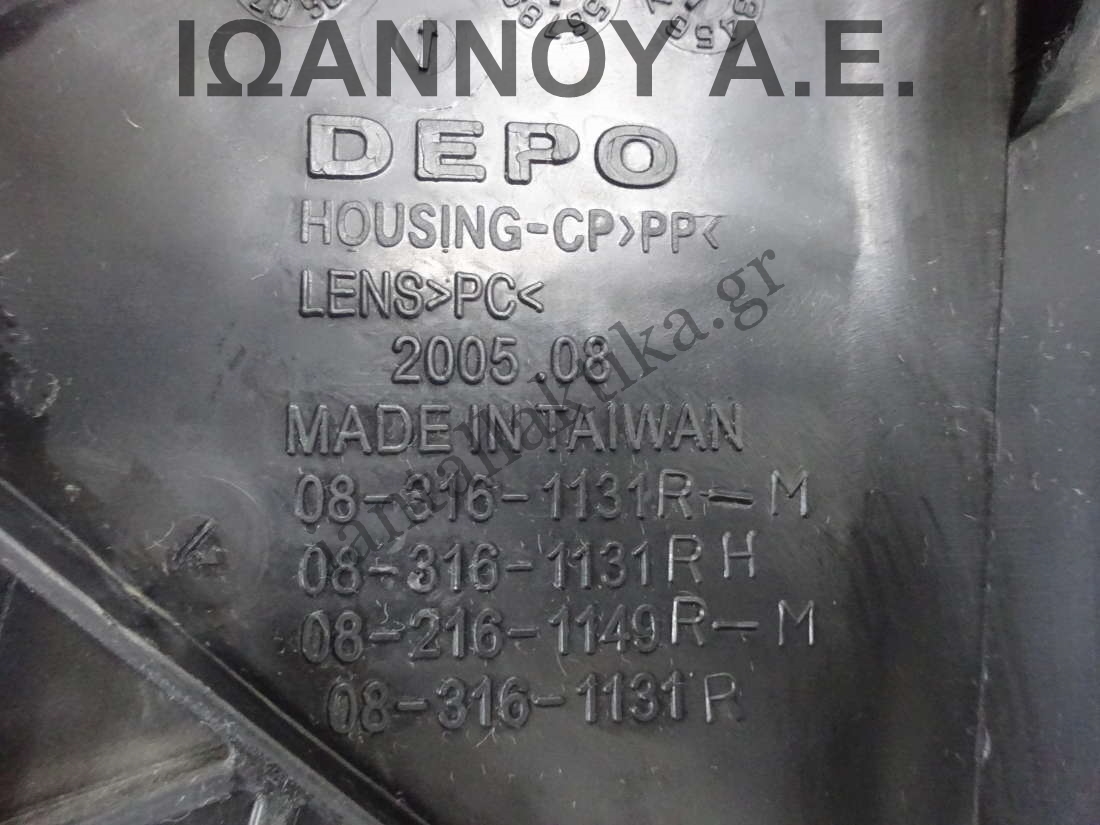 ΙΩΑΝΝΟΥ Α.Ε.
DEPO
HOUSING-CP>PP<
LENS>PC<
2005.08
MADE IN TAIWAN
08-316-1131R-M
08-316-1131RH
08-216-1149R-M
08-316-1131R